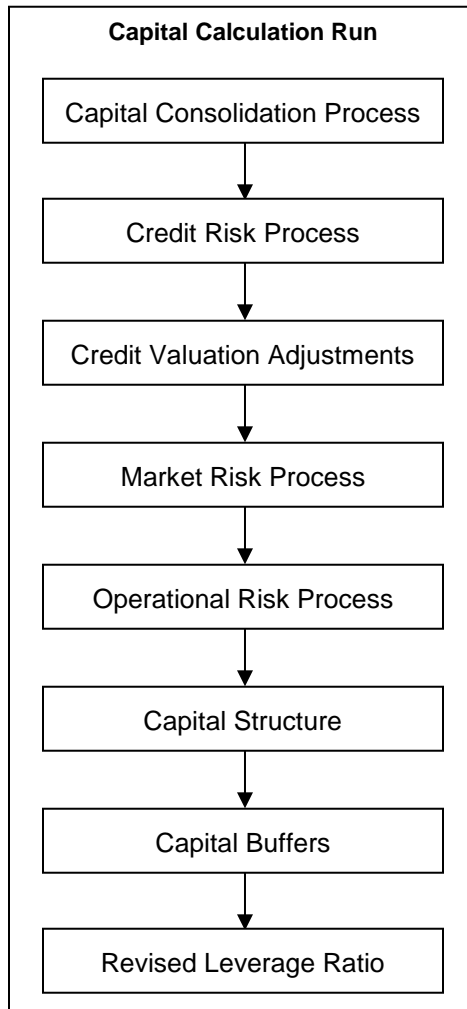 Capital Calculation Run
Capital Consolidation Process
Credit Risk Process
Credit Valuation Adjustments
Market Risk Process
Operational Risk Process
Capital Structure
Capital Buffers
Revised Leverage Ratio